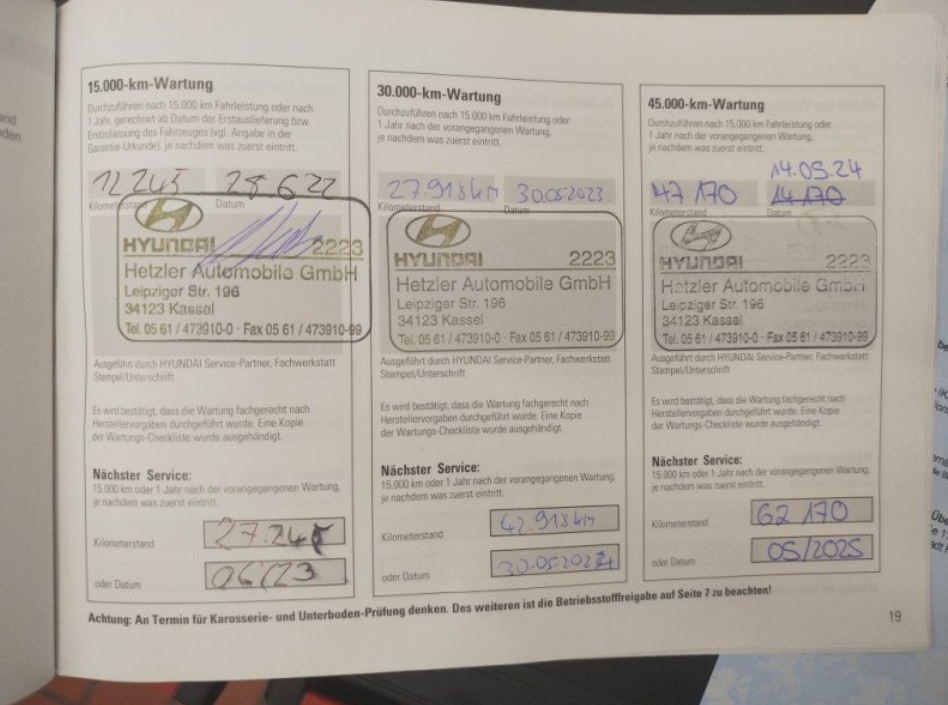 15.000-km-Wartung
Durchzuführen nach 15.000 km Fahrleistung oder nach
1 Jahr, gerechnet ab Datum der Erstauslieferung bzw.
Erstzulassung des Fahrzeuges (vgl. Angabe in der
Garantie-Urkunde), je nachdem was zuerst eintritt.
12 245 28.6.22
Kilometerstand Datum
HYUNDAI 2223
Hetzler Automobile GmbH
Leipziger Str. 196
34123 Kassel
Tel. 05 61 / 473910-0 · Fax 05 61 / 473910-99
Ausgeführt durch HYUNDAI Service-Partner, Fachwerkstatt
Stempel/Unterschrift
Es wird bestätigt, dass die Wartung fachgerecht nach
Herstellervorgaben durchgeführt wurde. Eine Kopie
der Wartungs-Checkliste wurde ausgehändigt.
Nächster Service:
15.000 km oder 1 Jahr nach der vorangegangenen Wartung,
je nachdem was zuerst eintritt.
Kilometerstand 27.245
oder Datum 06/23
30.000-km-Wartung
Durchzuführen nach 15.000 km Fahrleistung oder
1 Jahr nach der vorangegangenen Wartung,
je nachdem was zuerst eintritt.
27.918km 30.05.2023
Datum
HYUNDAI 2223
Hetzler Automobile GmbH
Leipziger Str. 196
34123 Kassel
Tel. 05 61 / 473910-0 · Fax 05 61 / 473910-99
Ausgeführt durch HYUNDAI Service-Partner, Fachwerkstatt
Stempel/Unterschrift
Es wird bestätigt, dass die Wartung fachgerecht nach
Herstellervorgaben durchgeführt wurde. Eine Kopie
der Wartungs-Checkliste wurde ausgehändigt.
Nächster Service:
15.000 km oder 1 Jahr nach der vorangegangenen Wartung,
je nachdem was zuerst eintritt.
Kilometerstand 42.918km
oder Datum 30.05.2024
45.000-km-Wartung
Durchzuführen nach 15.000 km Fahrleistung oder
1 Jahr nach der vorangegangenen Wartung,
je nachdem was zuerst eintritt.
14.05.24
47 170 14.170
Kilometerstand Datum
HYUNDAI 2223
Hetzler Automobile GmbH
Leipziger Str. 196
34123 Kassel
Tel. 05 61 / 473910-0 · Fax 05 61 / 473910-99
Ausgeführt durch HYUNDAI Service-Partner, Fachwerkstatt
Stempel/Unterschrift
Es wird bestätigt, dass die Wartung fachgerecht nach
Herstellervorgaben durchgeführt wurde. Eine Kopie
der Wartungs-Checkliste wurde ausgehändigt.
Nächster Service:
15.000 km oder 1 Jahr nach der vorangegangenen Wartung,
je nachdem was zuerst eintritt.
Kilometerstand 62 170
oder Datum 05/2025
Achtung: An Termin für Karosserie- und Unterboden-Prüfung denken. Des weiteren ist die Betriebsstofffreigabe auf Seite 7 zu beachten!
19